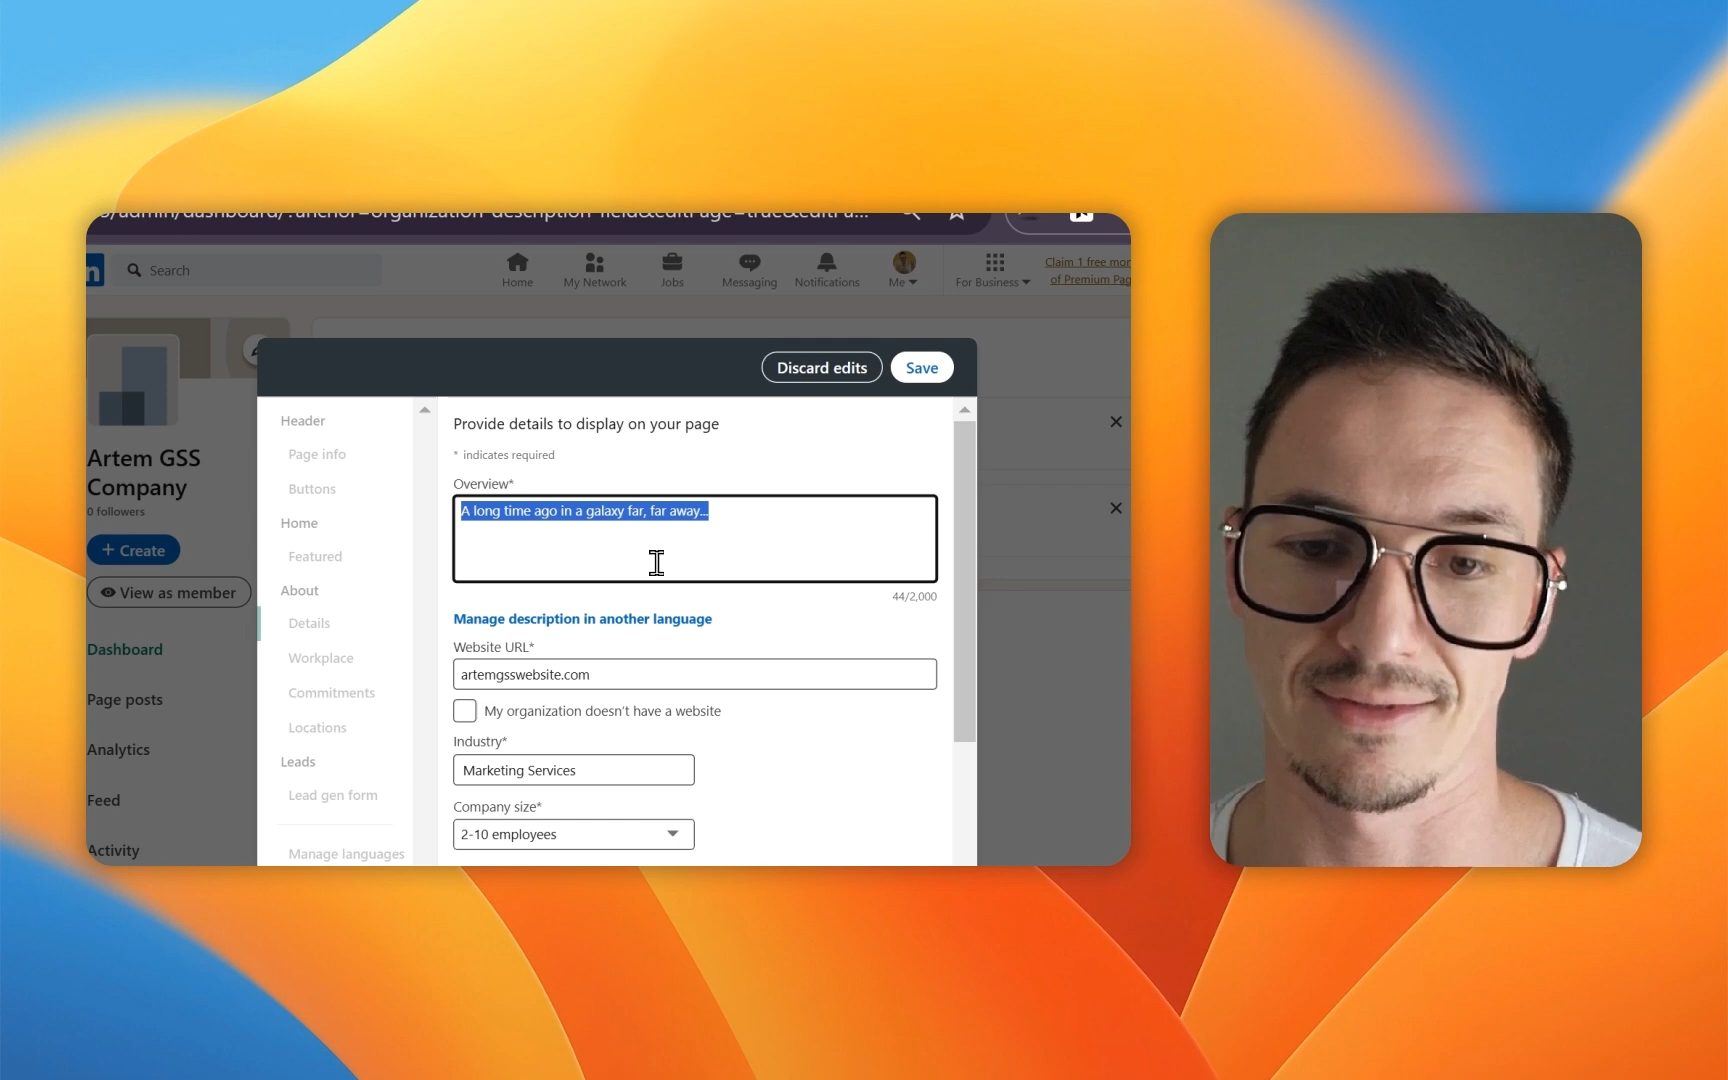 Search
Home
My Network
Jobs
Messaging
Notifications
Me
For Business
Claim 1 free
of Premium
Artem GSS
Company
0 followers
+ Create
View as member
Dashboard
Page posts
Analytics
Feed
Activity
Discard edits
Save
Header
Page info
Buttons
Home
Featured
About
Details
Workplace
Commitments
Locations
Leads
Lead gen form
Manage languages
Provide details to display on your page
* indicates required
Overview*
A long time ago in a galaxy far, far away...
44/2,000
Manage description in another language
Website URL*
artemgsswebsite.com
My organization doesn't have a website
Industry*
Marketing Services
Company size*
2-10 employees